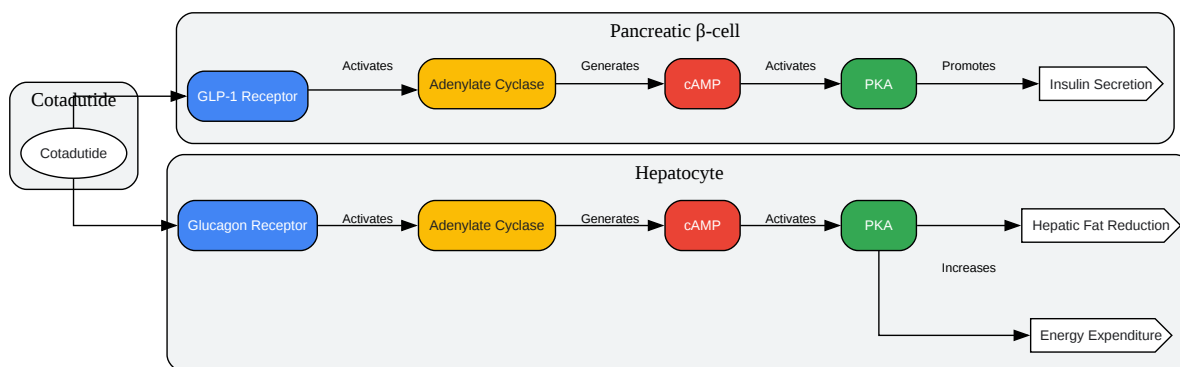 Pancreatic β-cell
Activates
Generates
Activates
Promotes
GLP-1 Receptor
Adenylate Cyclase
cAMP
PKA
Insulin Secretion
Cotadutide
Cotadutide
Hepatocyte
Activates
Generates
Activates
Glucagon Receptor
Adenylate Cyclase
cAMP
PKA
Hepatic Fat Reduction
Increases
Energy Expenditure